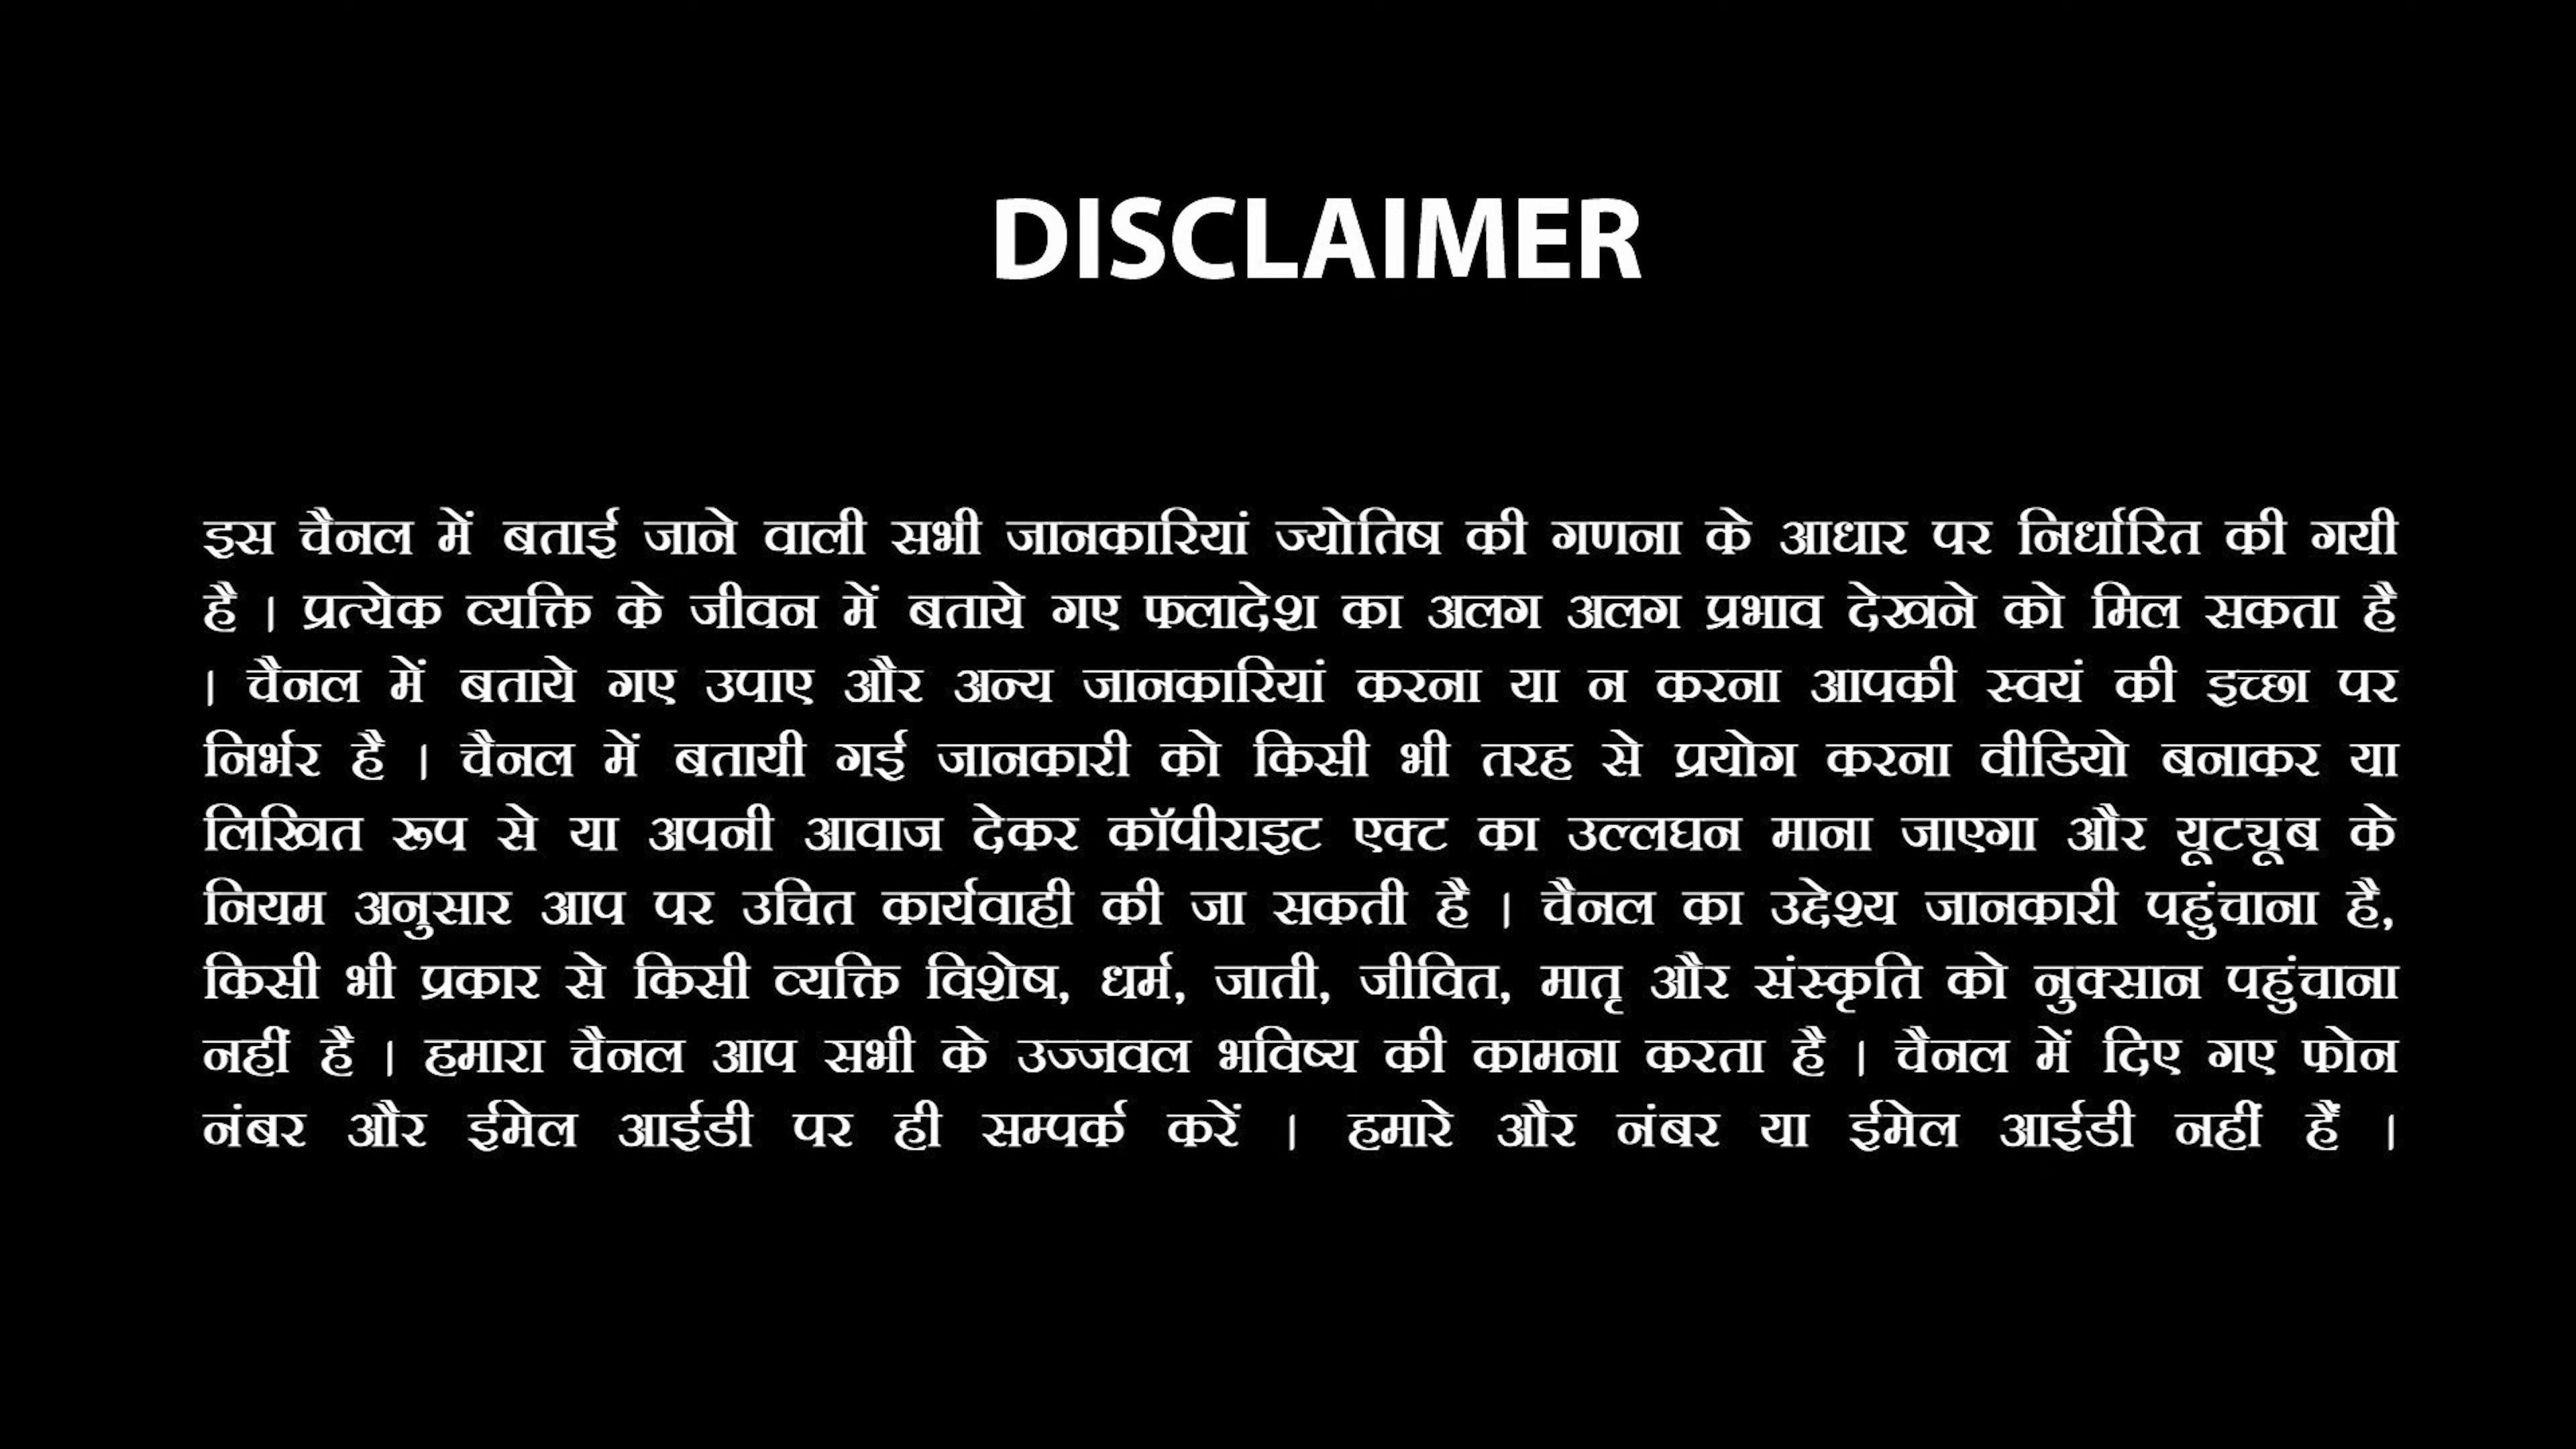 DISCLAIMER
इस चैनल में बताई जाने वाली सभी जानकारियां ज्योतिष की गणना के आधार पर निर्धारित की गयी
है । प्रत्येक व्यक्ति के जीवन में बताये गए फलादेश का अलग अलग प्रभाव देखने को मिल सकता है
। चैनल में बताये गए उपाए और अन्य जानकारियां करना या न करना आपकी स्वयं की इच्छा पर
निर्भर है । चैनल में बतायी गई जानकारी को किसी भी तरह से प्रयोग करना वीडियो बनाकर या
लिखित रूप से या अपनी आवाज देकर कॉपीराइट एक्ट का उल्लघन माना जाएगा और यूटयूब के
नियम अनुसार आप पर उचित कार्यवाही की जा सकती है । चैनल का उद्देश्य जानकारी पहुंचाना है,
किसी भी प्रकार से किसी व्यक्ति विशेष, धर्म, जाती, जीवित, मातृ और संस्कृति को नुक्सान पहुंचाना
नहीं है । हमारा चैनल आप सभी के उज्जवल भविष्य की कामना करता है । चैनल में दिए गए फोन
नंबर और ईमेल आईडी पर ही सम्पर्क करें । हमारे और नंबर या ईमेल आईडी नहीं हैं ।